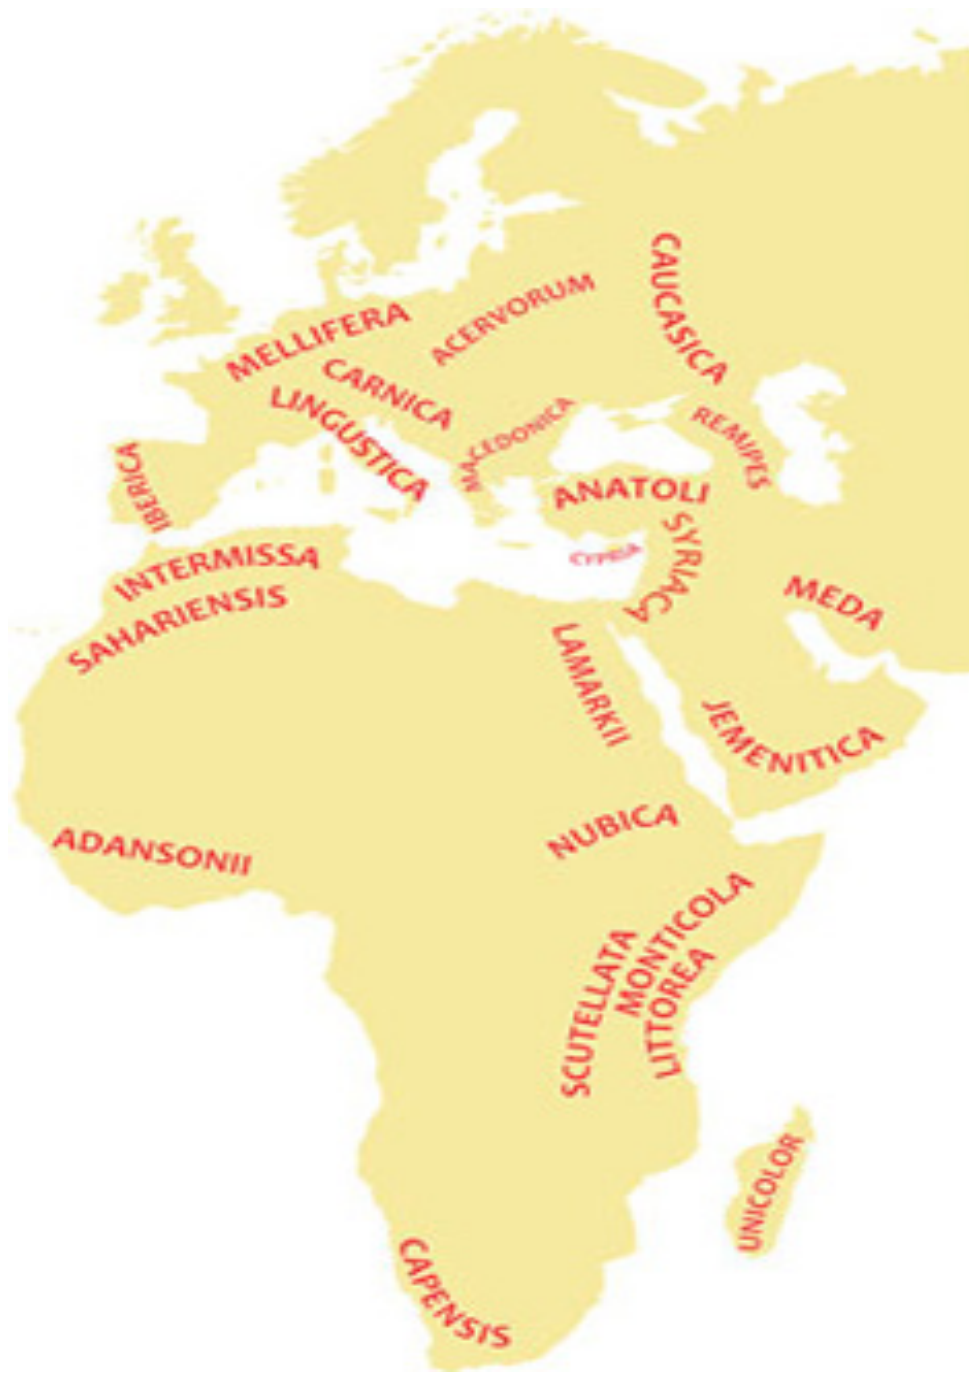 CAUCASICA
ACERVORUM
MELLIFERA
CARNICA
LINGUSTICA
MACEDONICA
REMIPES
IBERICA
ANATOLI
SYRIACA
CYPRIA
INTERMISSA
SAHARIENSIS
MEDA
LAMARKII
JEMENITICA
NUBICA
ADANSONII
MONTICOLA
SCUTELLATA
LITTOREA
UNICOLOR
CAPENSIS